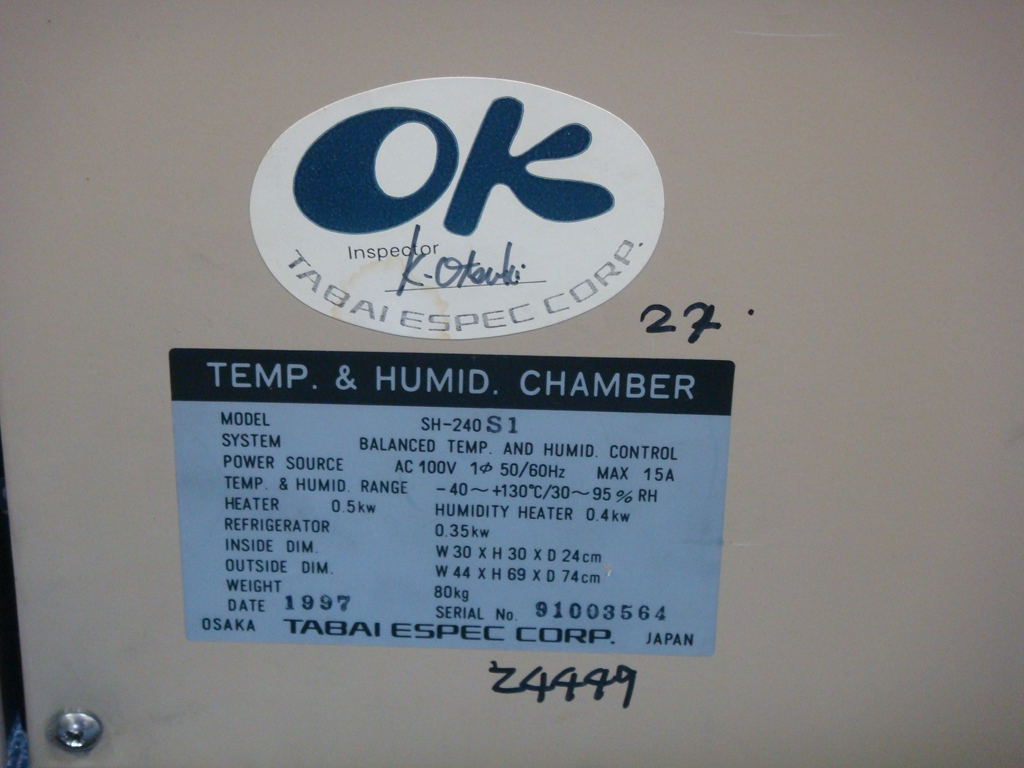 OK
Inspector
K. Otsuki
TABAI ESPEC CORP.
27.
TEMP. & HUMID. CHAMBER
MODEL SH-240 S1
SYSTEM BALANCED TEMP. AND HUMID. CONTROL
POWER SOURCE AC 100V 1Φ 50/60Hz MAX 15A
TEMP. & HUMID. RANGE -40~+130℃/30~95% RH
HEATER 0.5kw HUMIDITY HEATER 0.4kw
REFRIGERATOR 0.35kw
INSIDE DIM. W 30 X H 30 X D 24cm
OUTSIDE DIM. W 44 X H 69 X D 74cm
WEIGHT 80kg
DATE 1997 SERIAL No. 91003564
OSAKA TABAI ESPEC CORP. JAPAN
Z4449